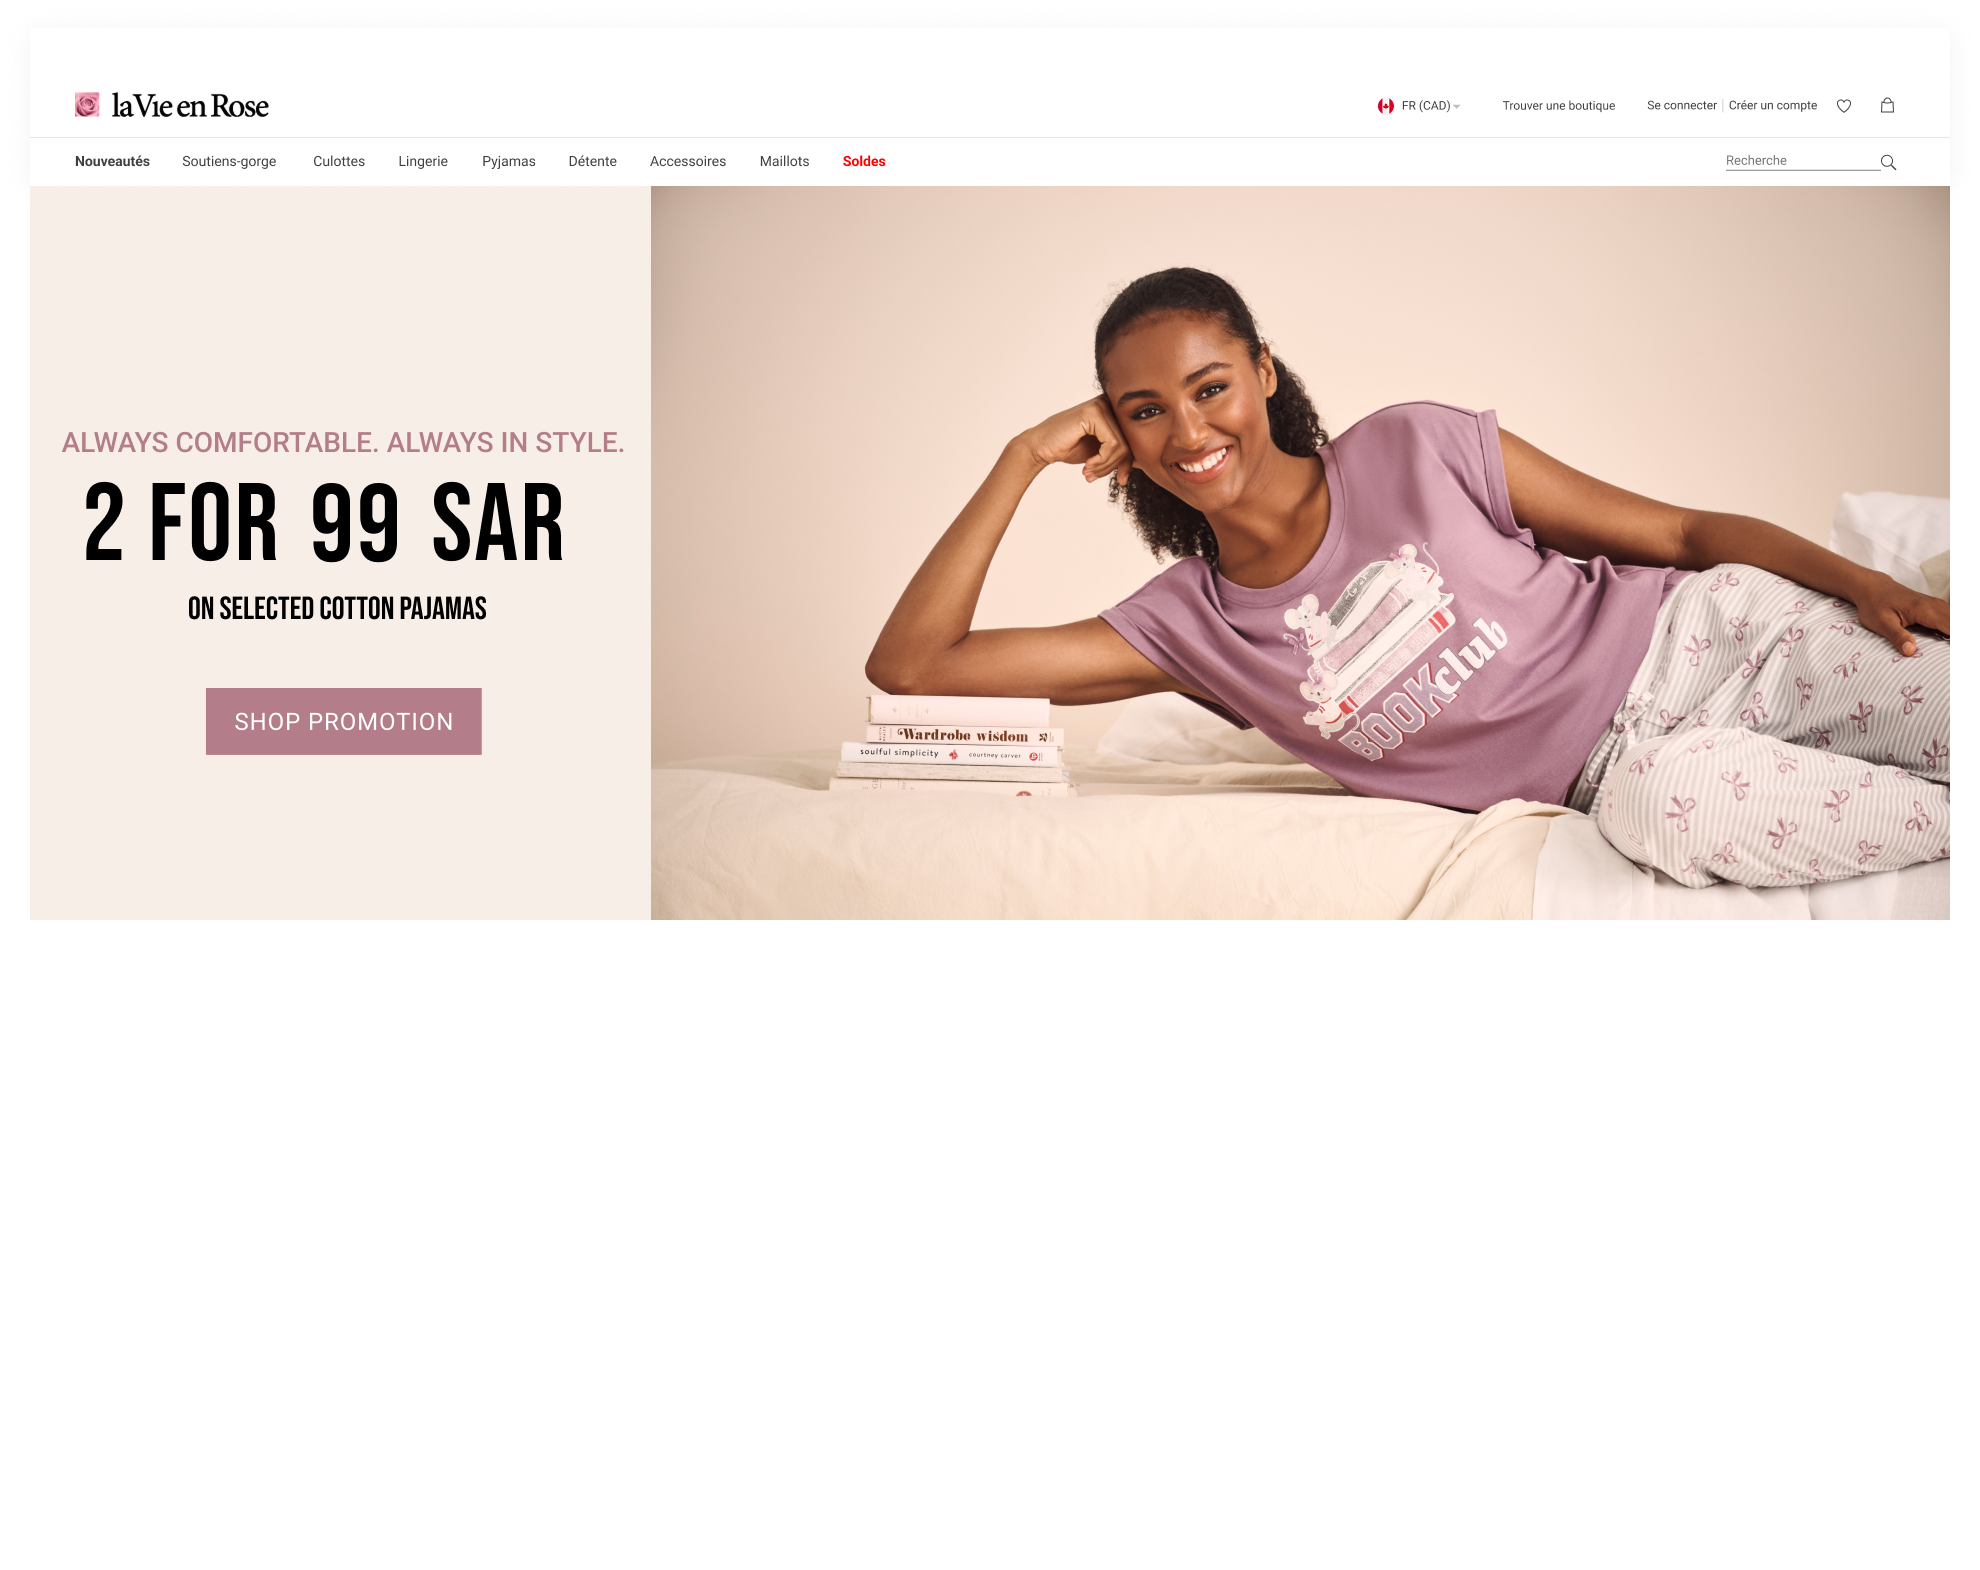 la Vie en Rose
FR (CAD)
Trouver une boutique
Se connecter | Créer un compte
Nouveautés
Soutiens-gorge
Culottes
Lingerie
Pyjamas
Détente
Accessoires
Maillots
Soldes
Recherche
ALWAYS COMFORTABLE. ALWAYS IN STYLE.
2 FOR 99 SAR
ON SELECTED COTTON PAJAMAS
SHOP PROMOTION
BOOKclub
Wardrobe wisdom
soulful simplicity courtney carver